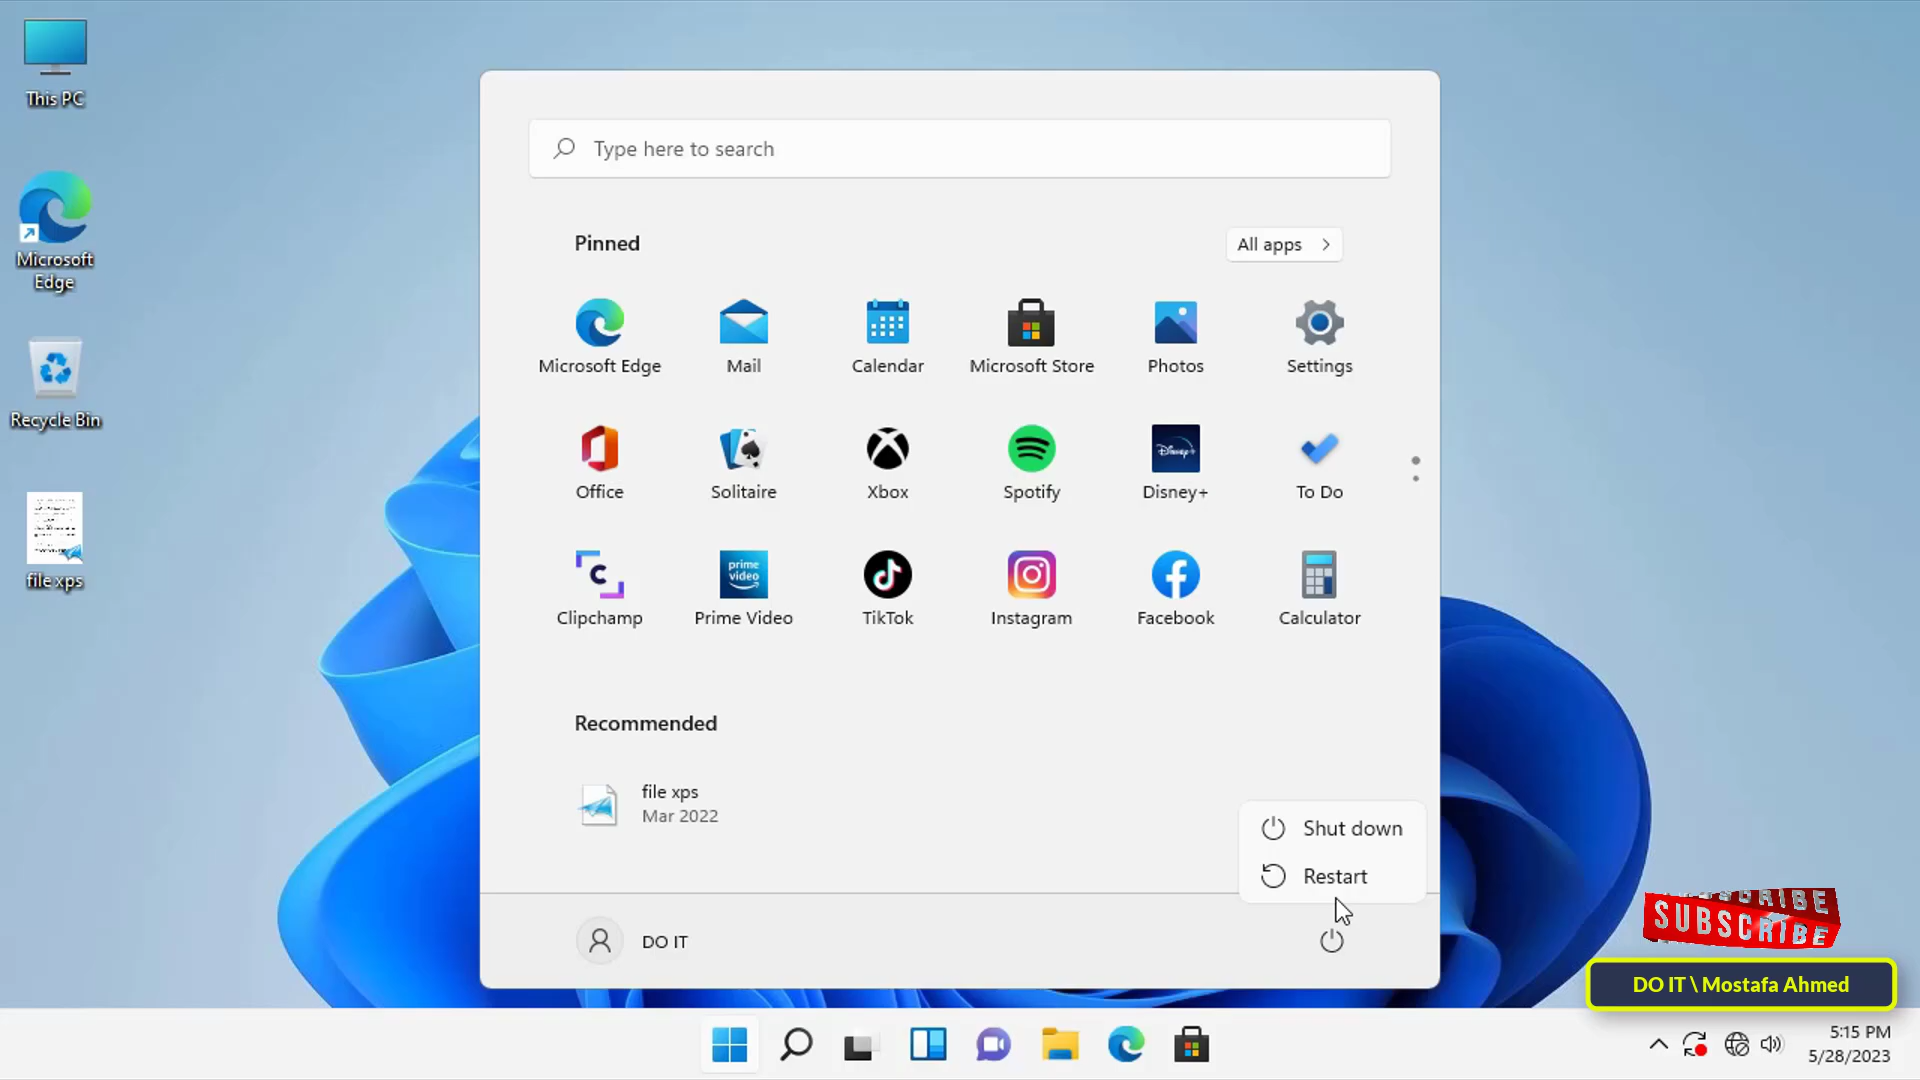 This PC
Microsoft
Edge
Recycle Bin
file xps
Type here to search
Pinned
All apps
Microsoft Edge
Mail
Calendar
Microsoft Store
Photos
Settings
Office
Solitaire
Xbox
Spotify
Disney+
Disney+
To Do
prime
video
Clipchamp
Prime Video
TikTok
Instagram
Facebook
Calculator
Recommended
file xps
Mar 2022
Shut down
Restart
DO IT
SUBSCRIBE
DO IT \ Mostafa Ahmed
5:15 PM
5/28/2023